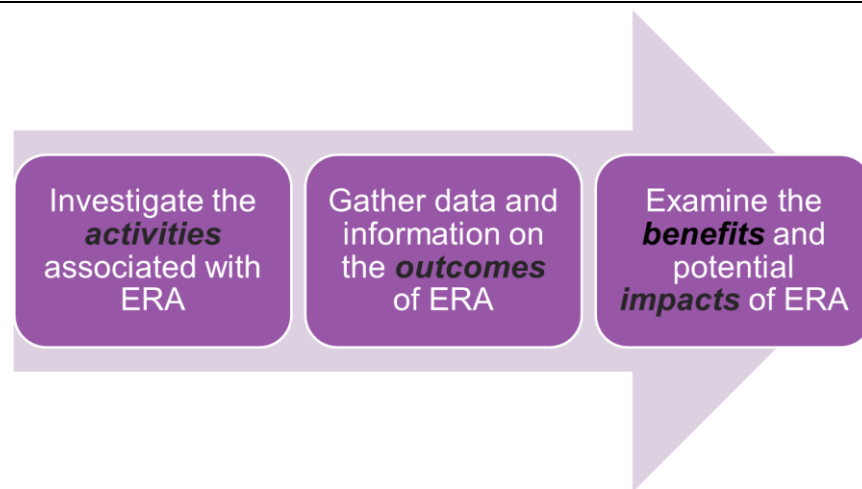 Investigate the
activities
associated with
ERA
Gather data and
information on
the outcomes
of ERA
Examine the
benefits and
potential
impacts of ERA